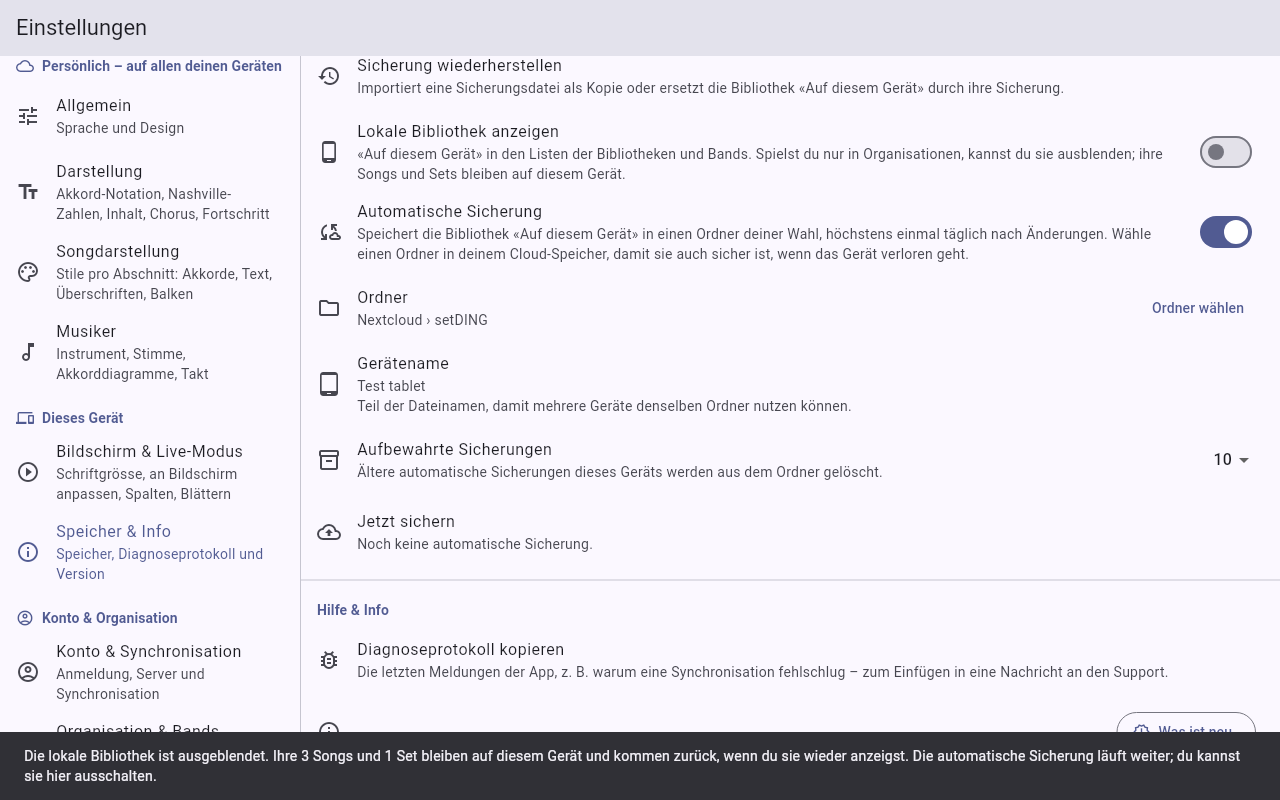 Einstellungen
Persönlich – auf allen deinen Geräten
Allgemein
Sprache und Design
Darstellung
Akkord-Notation, Nashville-
Zahlen, Inhalt, Chorus, Fortschritt
Songdarstellung
Stile pro Abschnitt: Akkorde, Text,
Überschriften, Balken
Musiker
Instrument, Stimme,
Akkorddiagramme, Takt
Dieses Gerät
Bildschirm & Live-Modus
Schriftgrösse, an Bildschirm
anpassen, Spalten, Blättern
Speicher & Info
Speicher, Diagnoseprotokoll und
Version
Konto & Organisation
Konto & Synchronisation
Anmeldung, Server und
Synchronisation
Organisation & Bands
Sicherung wiederherstellen
Importiert eine Sicherungsdatei als Kopie oder ersetzt die Bibliothek «Auf diesem Gerät» durch ihre Sicherung.
Lokale Bibliothek anzeigen
«Auf diesem Gerät» in den Listen der Bibliotheken und Bands. Spielst du nur in Organisationen, kannst du sie ausblenden; ihre
Songs und Sets bleiben auf diesem Gerät.
Automatische Sicherung
Speichert die Bibliothek «Auf diesem Gerät» in einen Ordner deiner Wahl, höchstens einmal täglich nach Änderungen. Wähle
einen Ordner in deinem Cloud-Speicher, damit sie auch sicher ist, wenn das Gerät verloren geht.
Ordner
Nextcloud › setDING
Ordner wählen
Gerätename
Test tablet
Teil der Dateinamen, damit mehrere Geräte denselben Ordner nutzen können.
Aufbewahrte Sicherungen
Ältere automatische Sicherungen dieses Geräts werden aus dem Ordner gelöscht.
10
Jetzt sichern
Noch keine automatische Sicherung.
Hilfe & Info
Diagnoseprotokoll kopieren
Die letzten Meldungen der App, z. B. warum eine Synchronisation fehlschlug – zum Einfügen in eine Nachricht an den Support.
Was ist neu
Die lokale Bibliothek ist ausgeblendet. Ihre 3 Songs und 1 Set bleiben auf diesem Gerät und kommen zurück, wenn du sie wieder anzeigst. Die automatische Sicherung läuft weiter; du kannst
sie hier ausschalten.